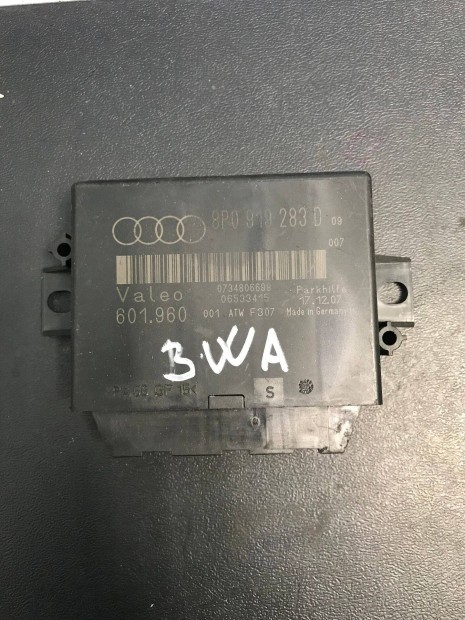 8P0 919 283 D 09
007
0734806689 Parkhilfe
Valeo 06533415 17.12.07
601.960 001 ATW F307 Made in Germany
BWA
S